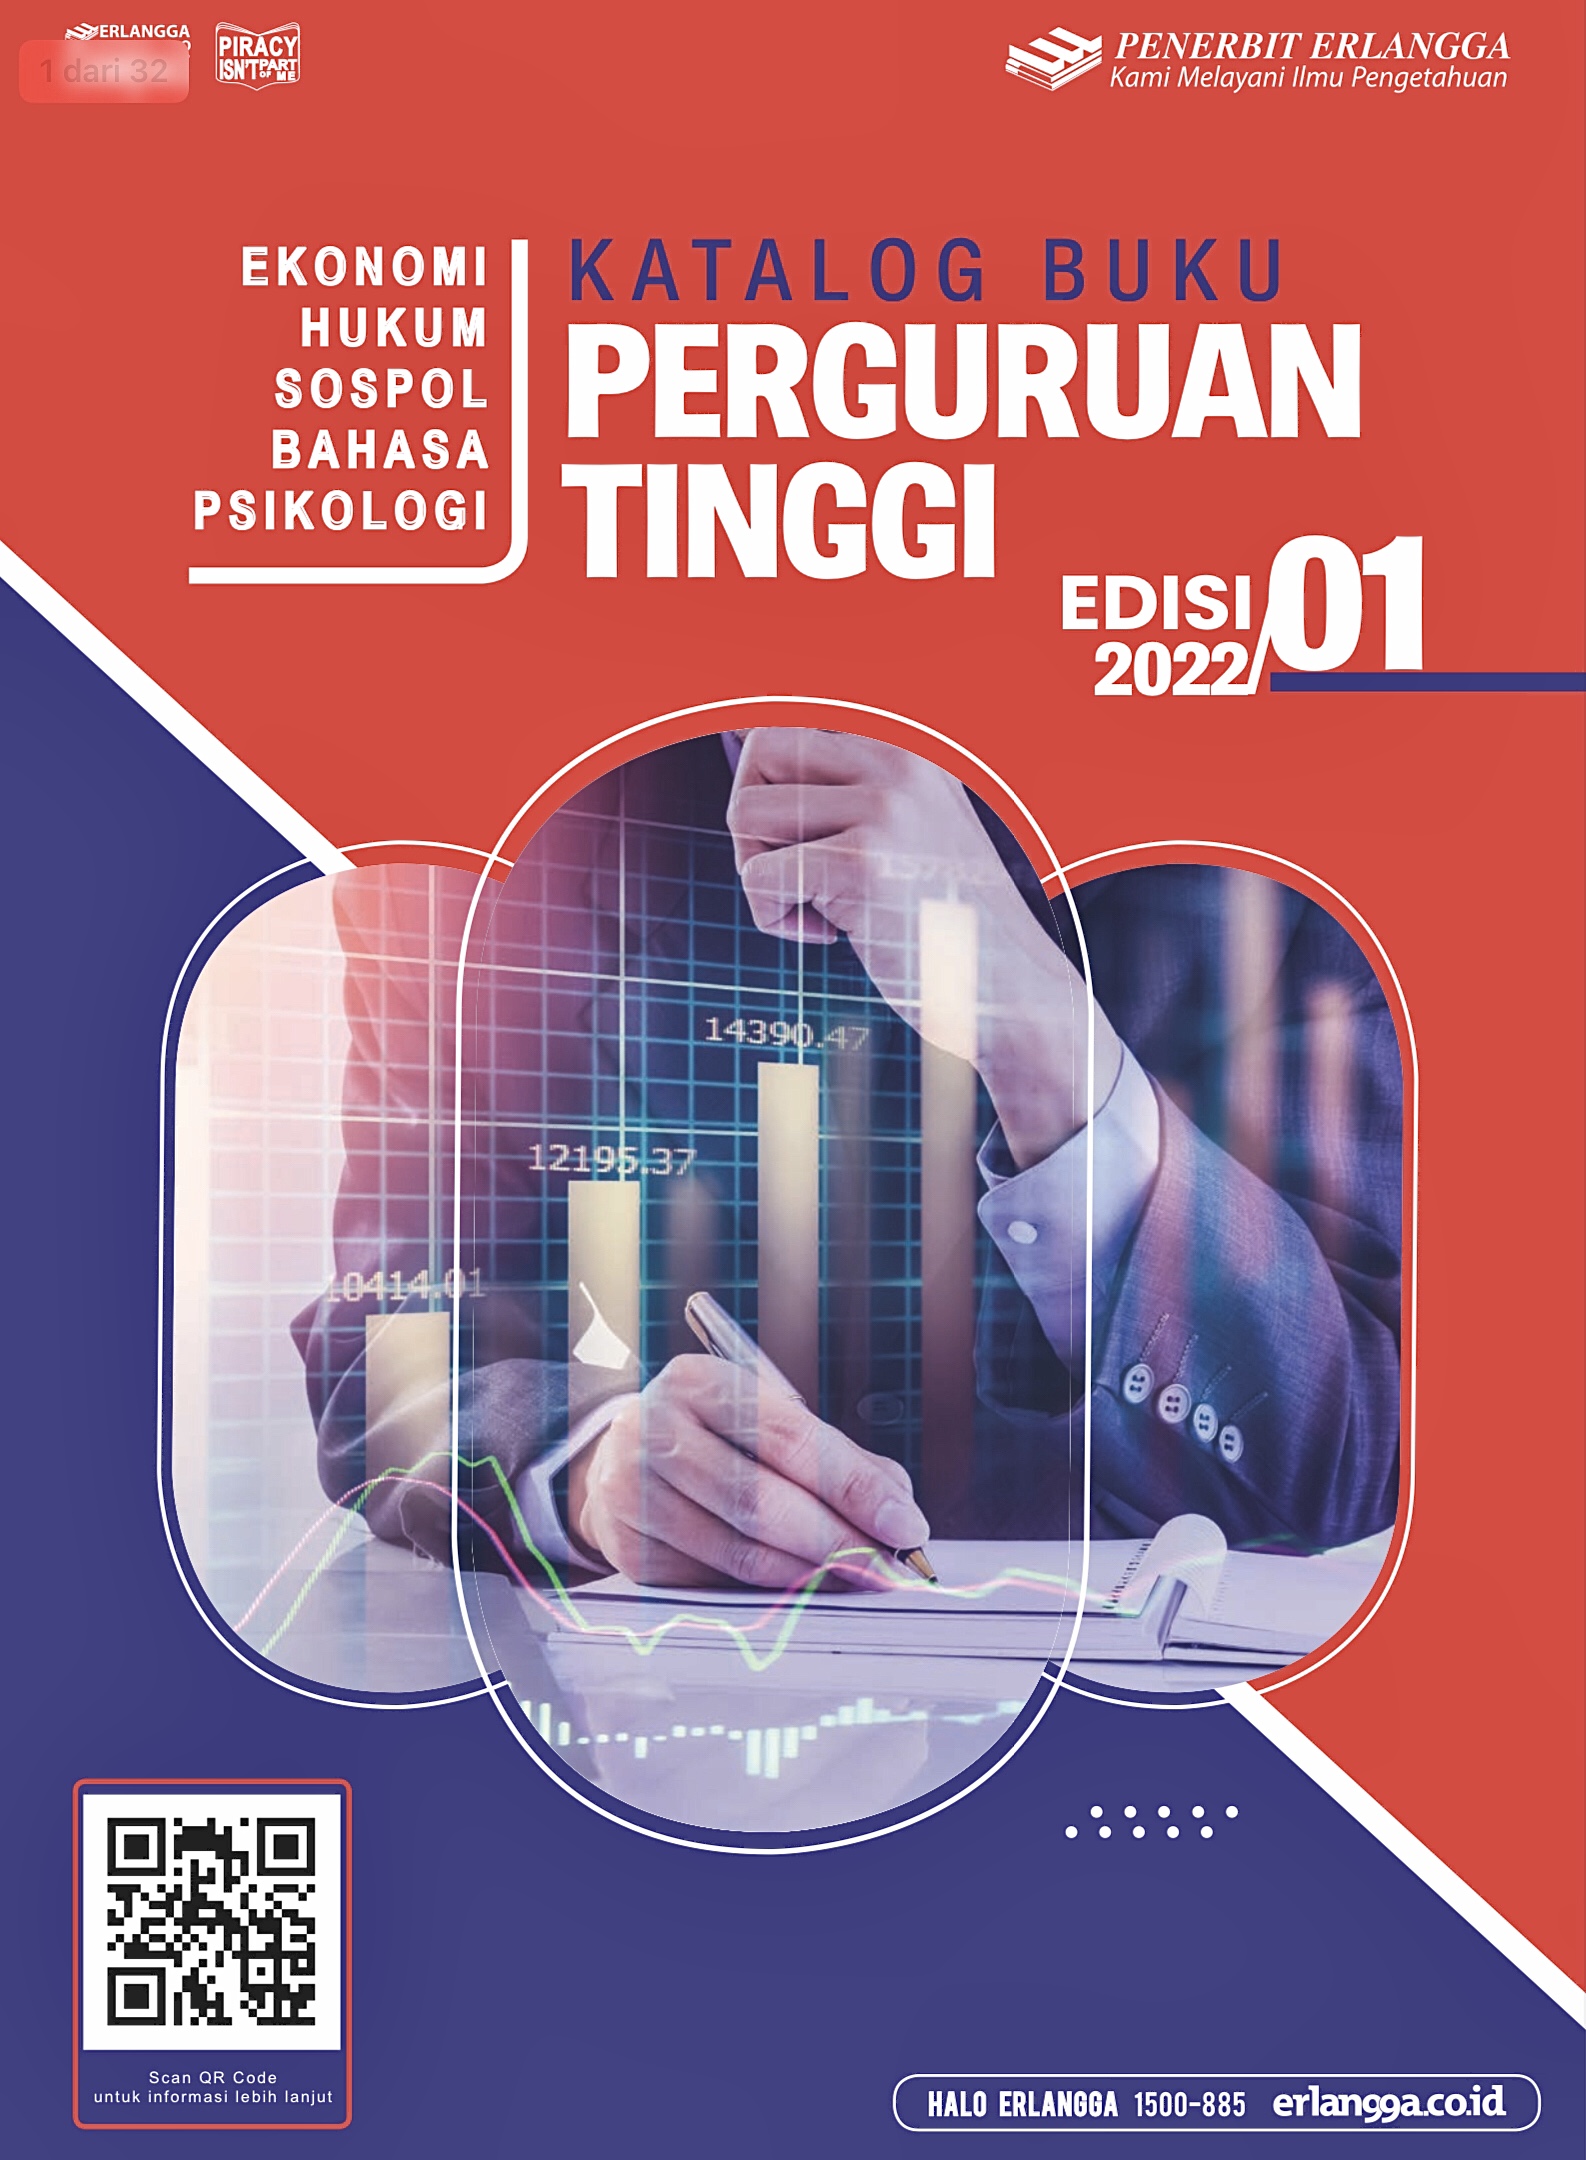 ERLANGGA
1 dari 32
PIRACY
ISN'T PART
OF ME
PENERBIT ERLANGGA
Kami Melayani Ilmu Pengetahuan
EKONOMI
HUKUM
SOSPOL
BAHASA
PSIKOLOGI
KATALOG BUKU
PERGURUAN
TINGGI
EDISI
2022/01
14390.47
12195.37
10414.01
Scan QR Code
untuk informasi lebih lanjut
HALO ERLANGGA 1500-885 erlangga.co.id